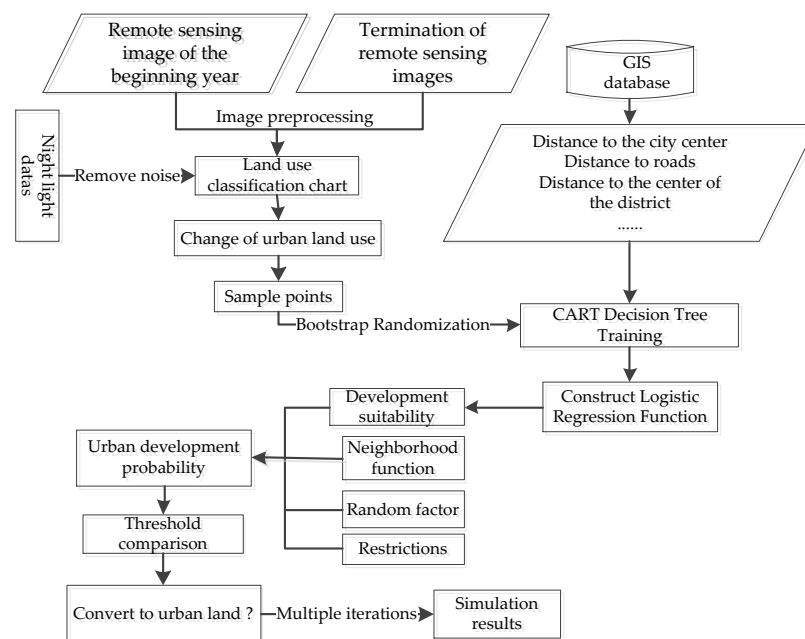 Remote sensing
image of the
beginning year
Termination of
remote sensing
images
GIS
database
Image preprocessing
Night light
datas
Remove noise
Land use
classification chart
Distance to the city center
Distance to roads
Distance to the center of
the district
......
Change of urban land use
Sample points
Bootstrap Randomization
CART Decision Tree
Training
Construct Logistic
Regression Function
Development
suitability
Neighborhood
function
Random factor
Restrictions
Urban development
probability
Threshold
comparison
Convert to urban land ?
Multiple iterations
Simulation
results